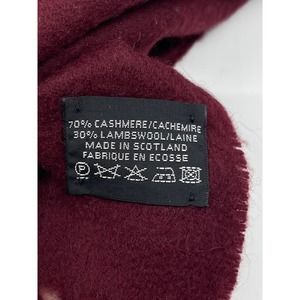 70% CASHMERE/CACHEMIRE
30% LAMBSWOOL/LAINE
MADE IN SCOTLAND
FABRIQUE EN ECOSSE
P